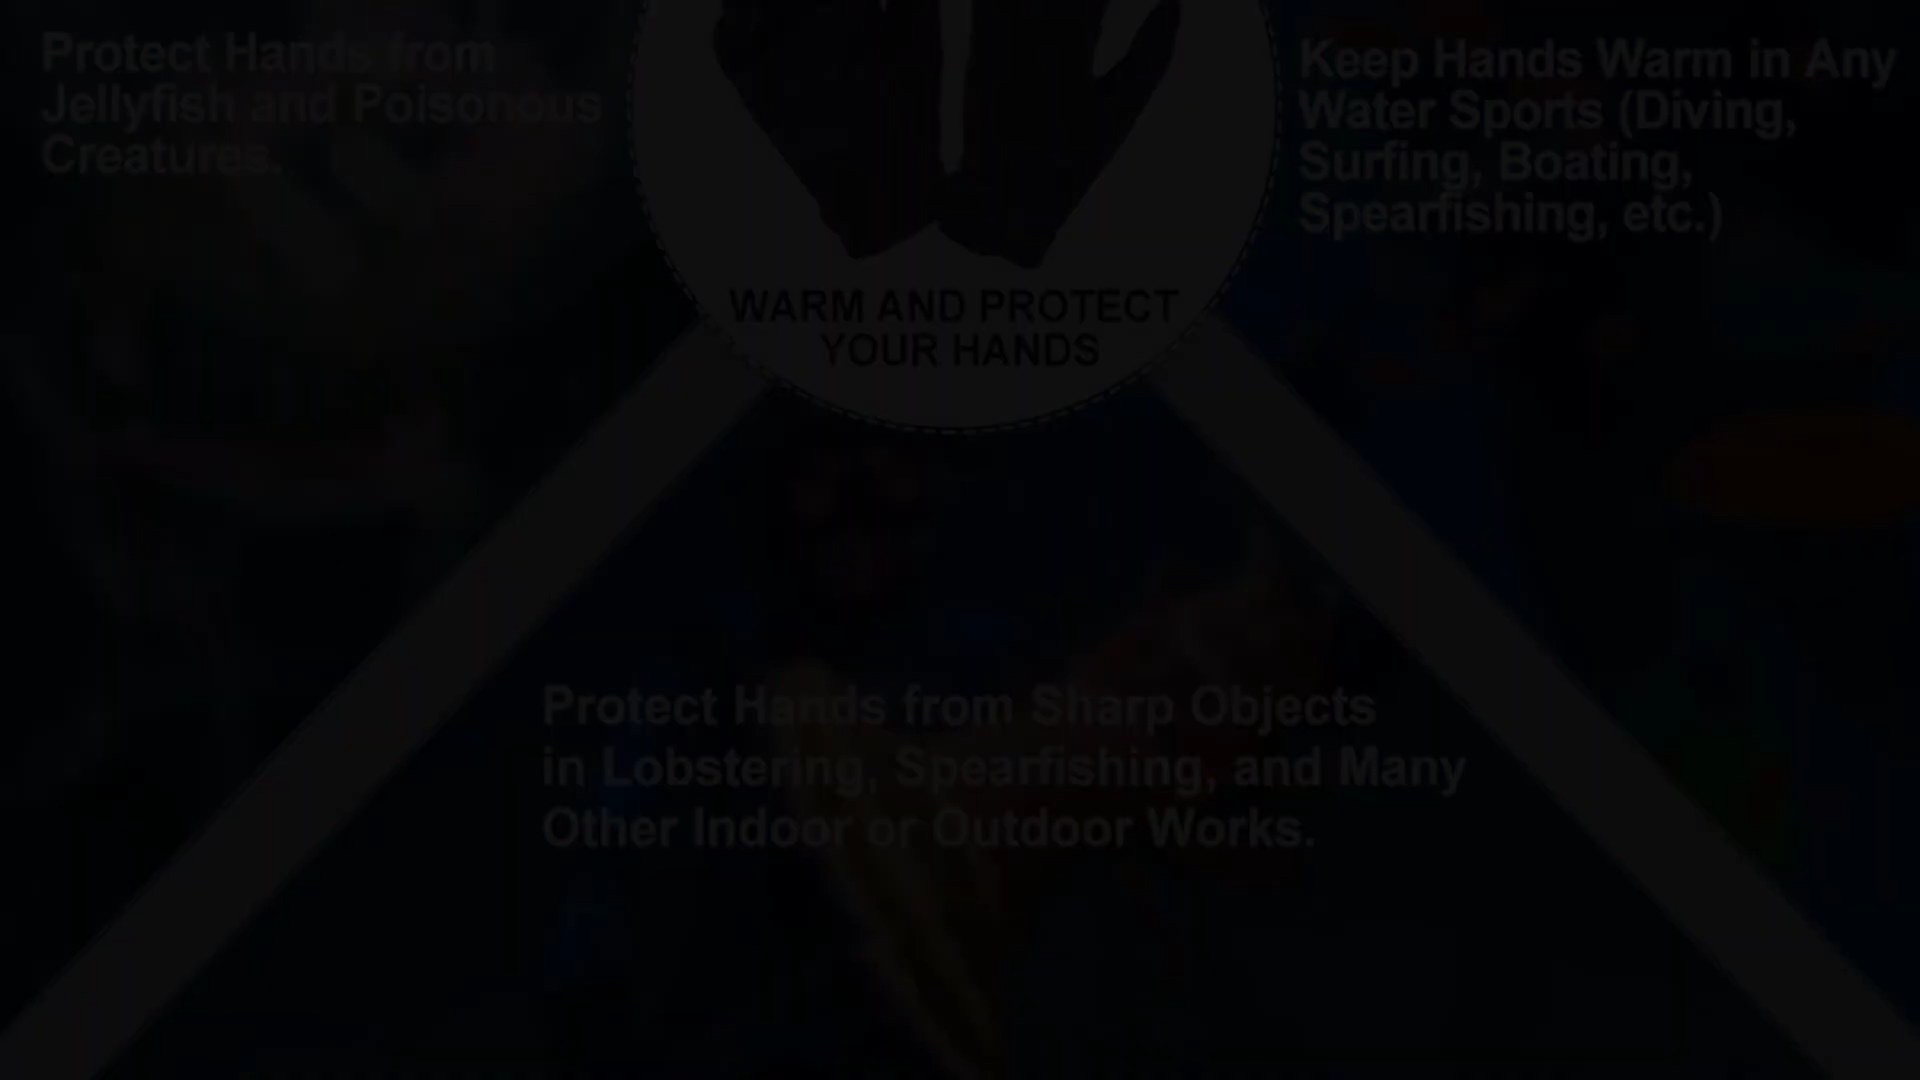 Protect Hands from
Jellyfish and Poisonous
Creatures.
Keep Hands Warm in Any
Water Sports (Diving,
Surfing, Boating,
Spearfishing, etc.)
WARM AND PROTECT
YOUR HANDS
Protect Hands from Sharp Objects
in Lobstering, Spearfishing, and Many
Other Indoor or Outdoor Works.